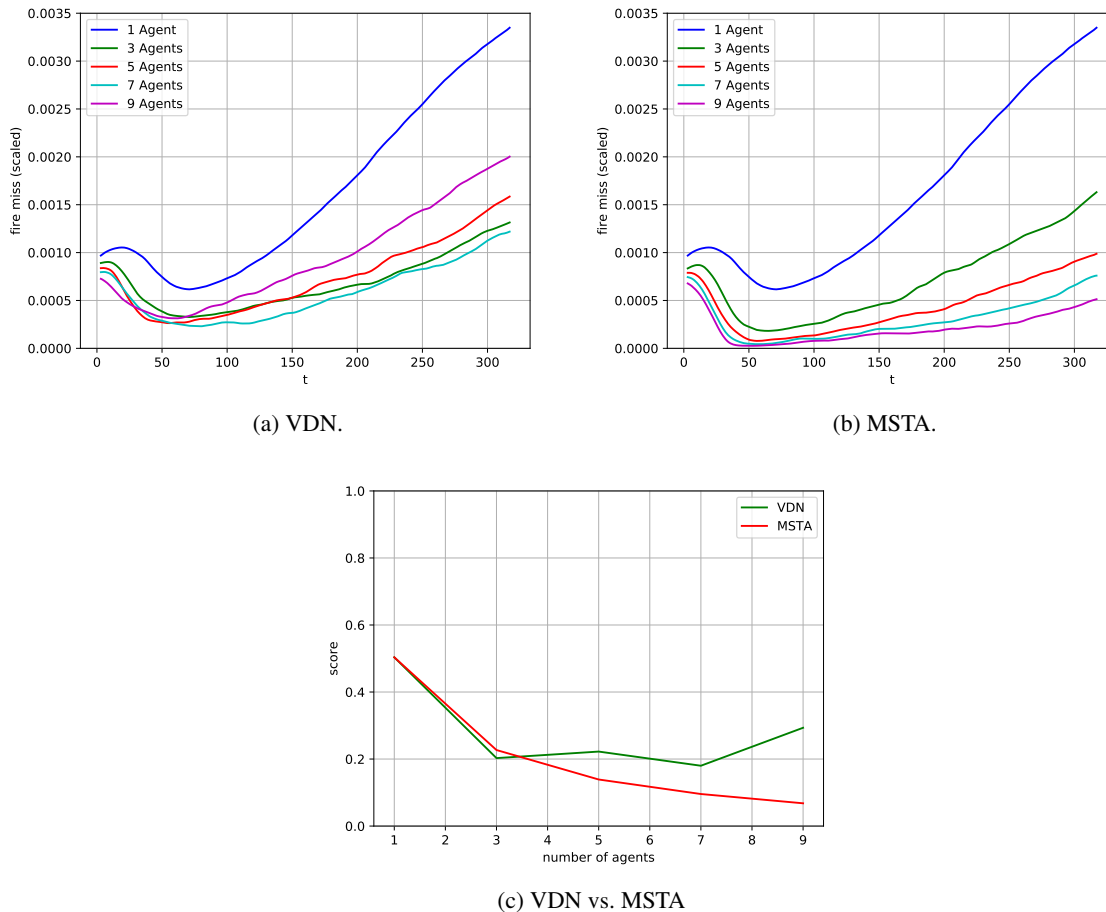 0.0035
0.0030
0.0025
0.0020
0.0015
0.0010
0.0005
0.0000
fire miss (scaled)
1 Agent
3 Agents
5 Agents
7 Agents
9 Agents
0 50 100 150 200 250 300
t
(a) VDN.
0.0035
0.0030
0.0025
0.0020
0.0015
0.0010
0.0005
0.0000
fire miss (scaled)
1 Agent
3 Agents
5 Agents
7 Agents
9 Agents
0 50 100 150 200 250 300
t
(b) MSTA.
1.0
0.8
0.6
0.4
0.2
0.0
score
VDN
MSTA
1 2 3 4 5 6 7 8 9
number of agents
(c) VDN vs. MSTA